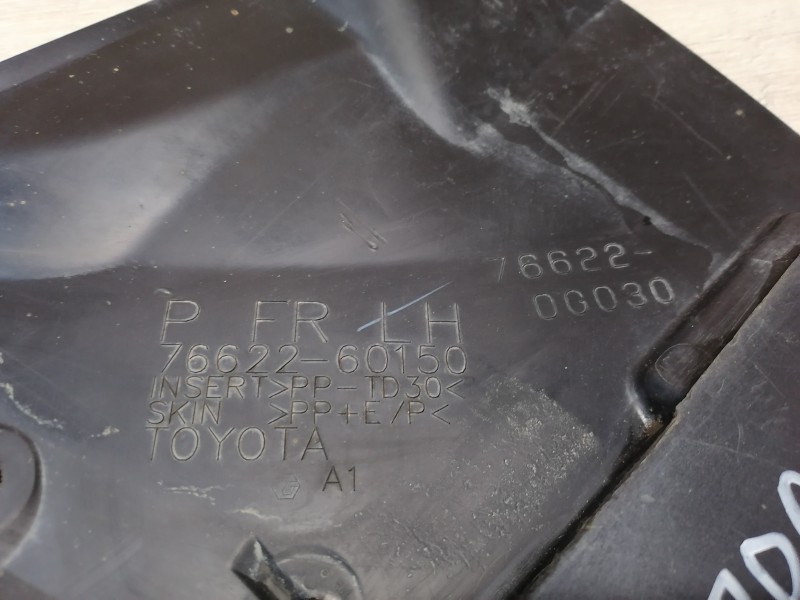 P FR LH
76622-60150
INSERT>PP-TD30<
SKIN >PP+E/P<
TOYOTA
A1
76622-
0G030